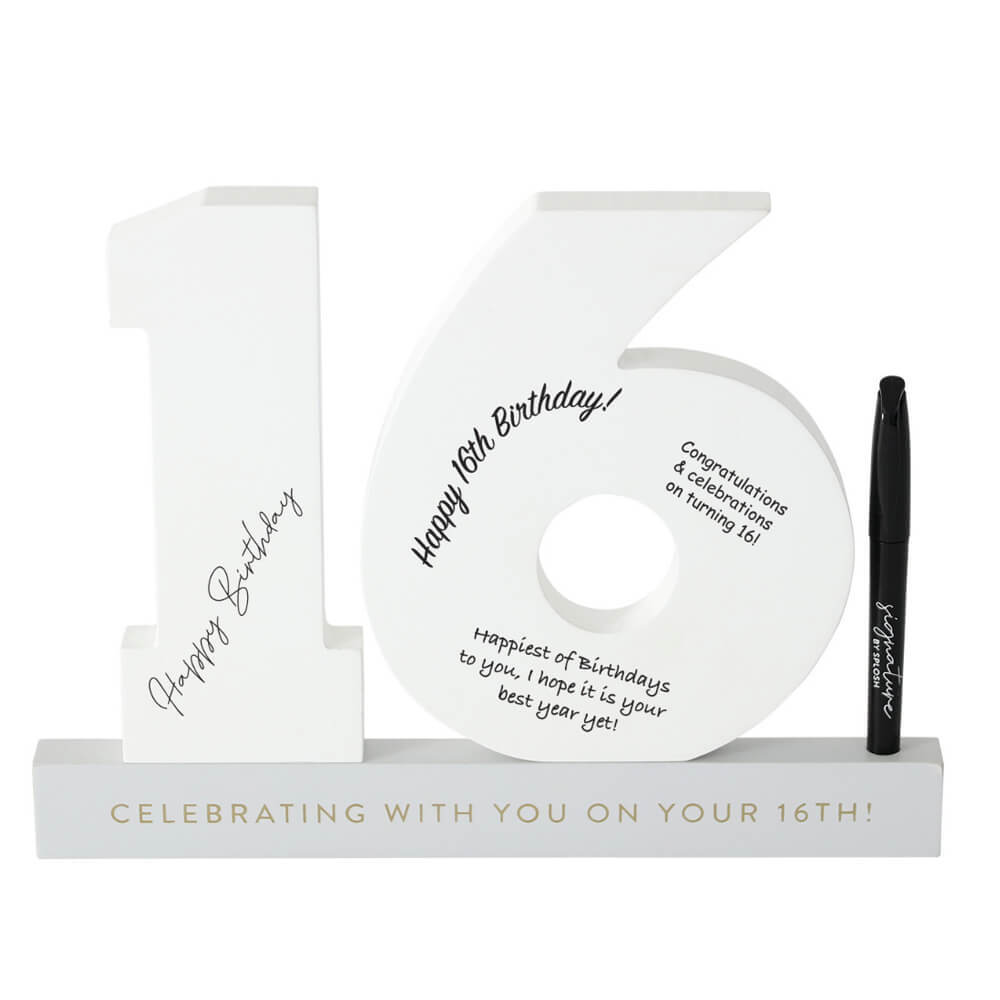 Happy Birthday
Happy 16th Birthday!
Congratulations
& celebrations
on turning 16!
Happiest of Birthdays
to you, I hope it is your
best year yet!
16
signature
BY SPLOSH
CELEBRATING WITH YOU ON YOUR 16TH!